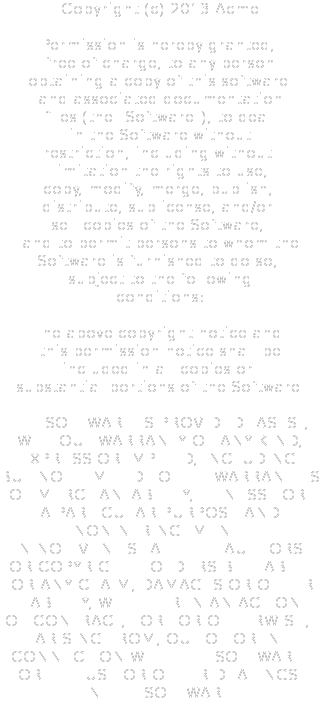 Copyright (c) 2013 Acme
Permission is hereby granted,
free of charge, to any person
obtaining a copy of this software
and associated documentation
files (the "Software"), to deal
in the Software without
restriction, including without
limitation the rights to use,
copy, modify, merge, publish,
distribute, sublicense, and/or
sell copies of the Software,
and to permit persons to whom the
Software is furnished to do so,
subject to the following
conditions:
The above copyright notice and
this permission notice shall be
included in all copies or
substantial portions of the Software
THE SOFTWARE IS PROVIDED "AS IS",
WITHOUT WARRANTY OF ANY KIND,
EXPRESS OR IMPLIED, INCLUDING
BUT NOT LIMITED TO THE WARRANTIES
OF MERCHANTABILITY, FITNESS FOR
A PARTICULAR PURPOSE AND
NONINFRINGEMENT
IN NO EVENT SHALL THE AUTHORS
OR COPYRIGHT HOLDERS BE LIABLE
FOR ANY CLAIM, DAMAGES OR OTHER
LIABILITY, WHETHER IN AN ACTION
OF CONTRACT, TORT OR OTHERWISE,
ARISING FROM, OUT OF OR IN
CONNECTION WITH THE SOFTWARE
OR THE USE OR OTHER DEALINGS
IN THE SOFTWARE